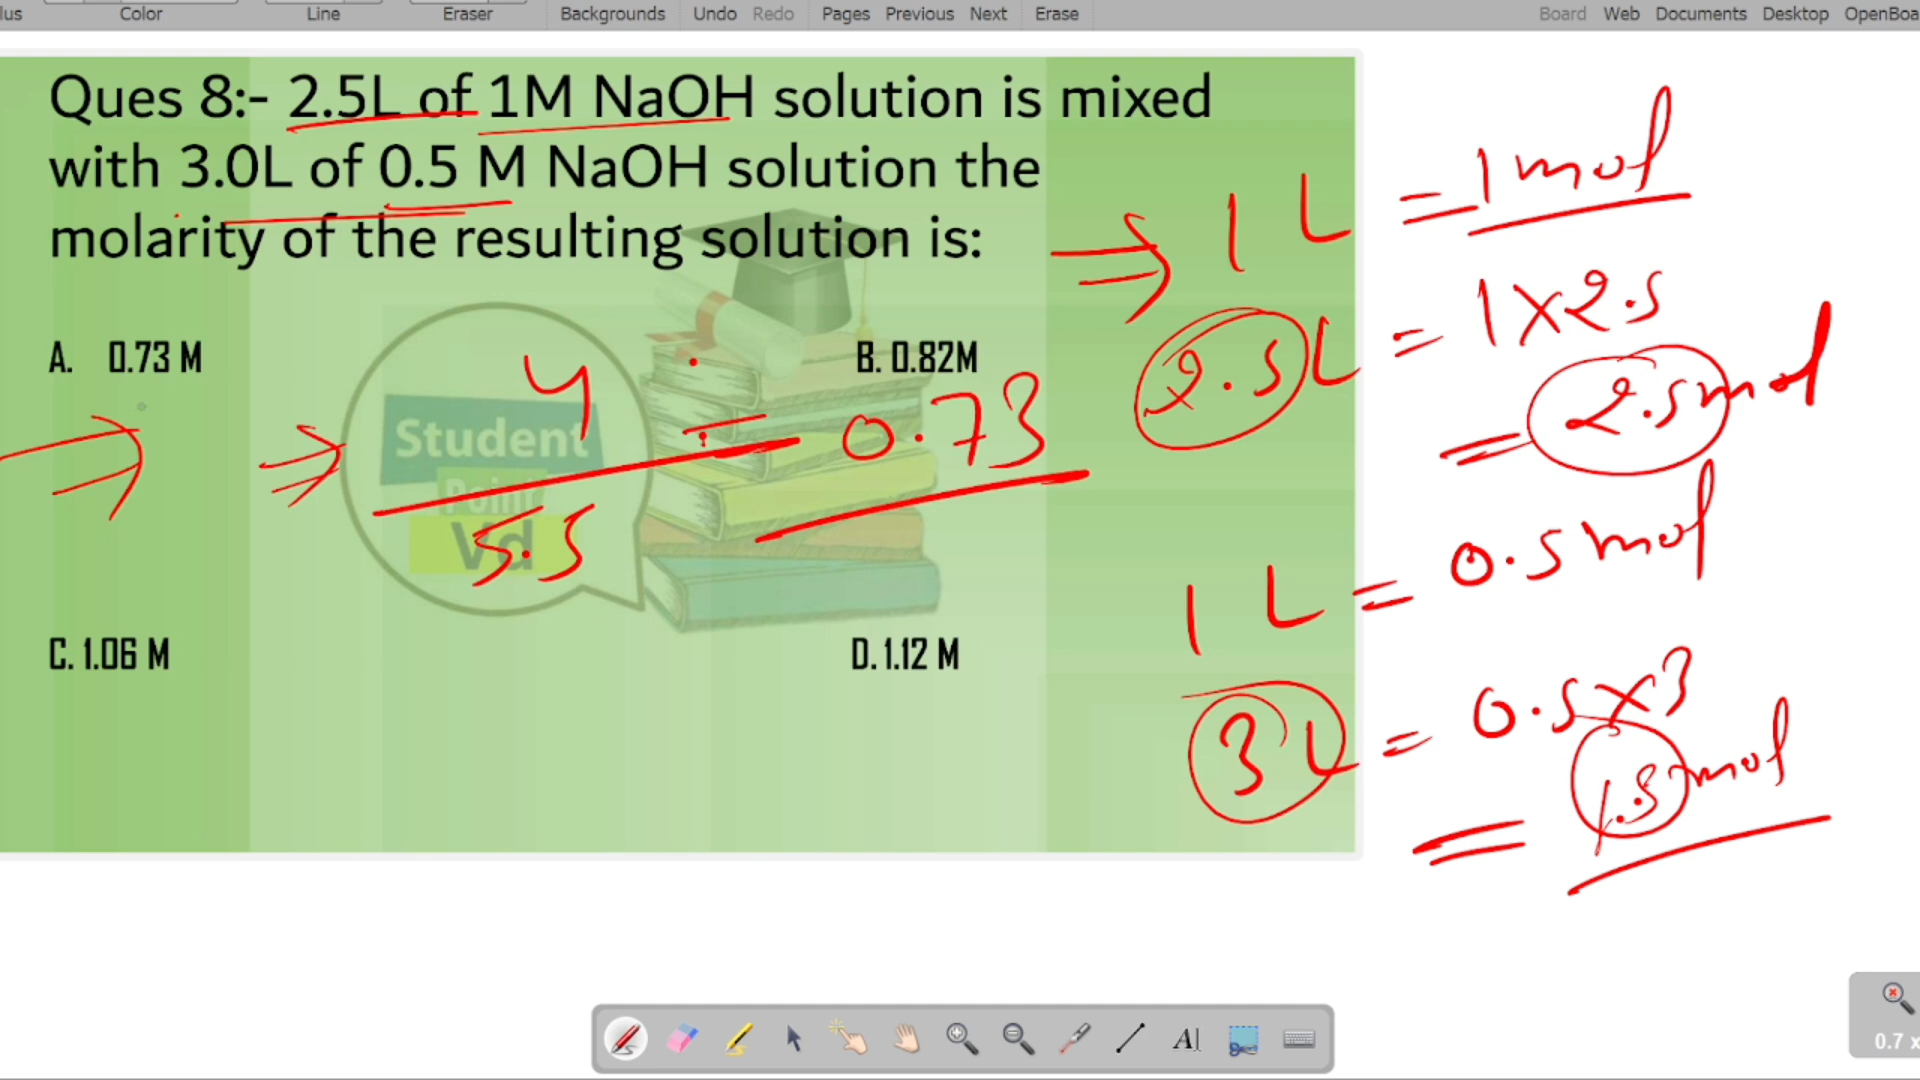 lus Color Line Eraser Backgrounds Undo Redo Pages Previous Next Erase Board Web Documents Desktop OpenBoa
Ques 8:- 2.5L of 1M NaOH solution is mixed
with 3.0L of 0.5 M NaOH solution the
molarity of the resulting solution is:
A. 0.73 M
B. 0.82M
C. 1.06 M
D. 1.12 M
Student
Point
Vd
4
5.5
= 0.73
1 L = 1 mol
2.5 L = 1 x 2.5
= 2.5 mol
1 L = 0.5 mol
3 L = 0.5 x 3
= 1.5 mol
A
0.7 x